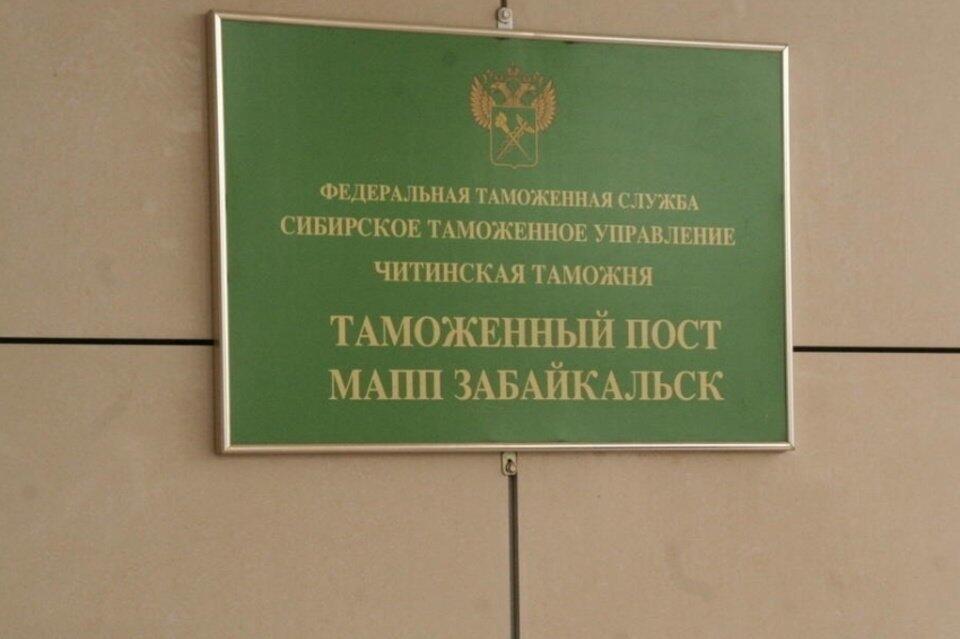 ФЕДЕРАЛЬНАЯ ТАМОЖЕННАЯ СЛУЖБА
СИБИРСКОЕ ТАМОЖЕННОЕ УПРАВЛЕНИЕ
ЧИТИНСКАЯ ТАМОЖНЯ
ТАМОЖЕННЫЙ ПОСТ
МАПП ЗАБАЙКАЛЬСК